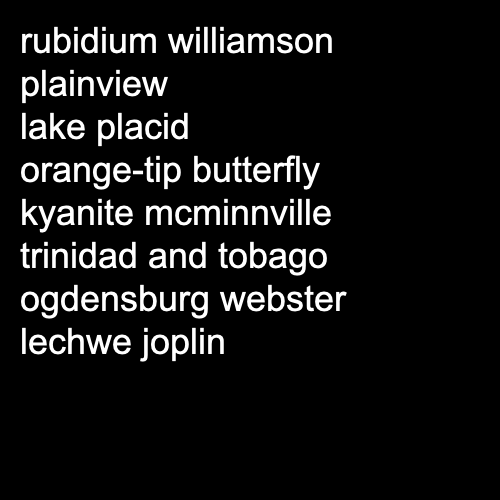 rubidium williamson
plainview
lake placid
orange-tip butterfly
kyanite mcminnville
trinidad and tobago
ogdensburg webster
lechwe joplin